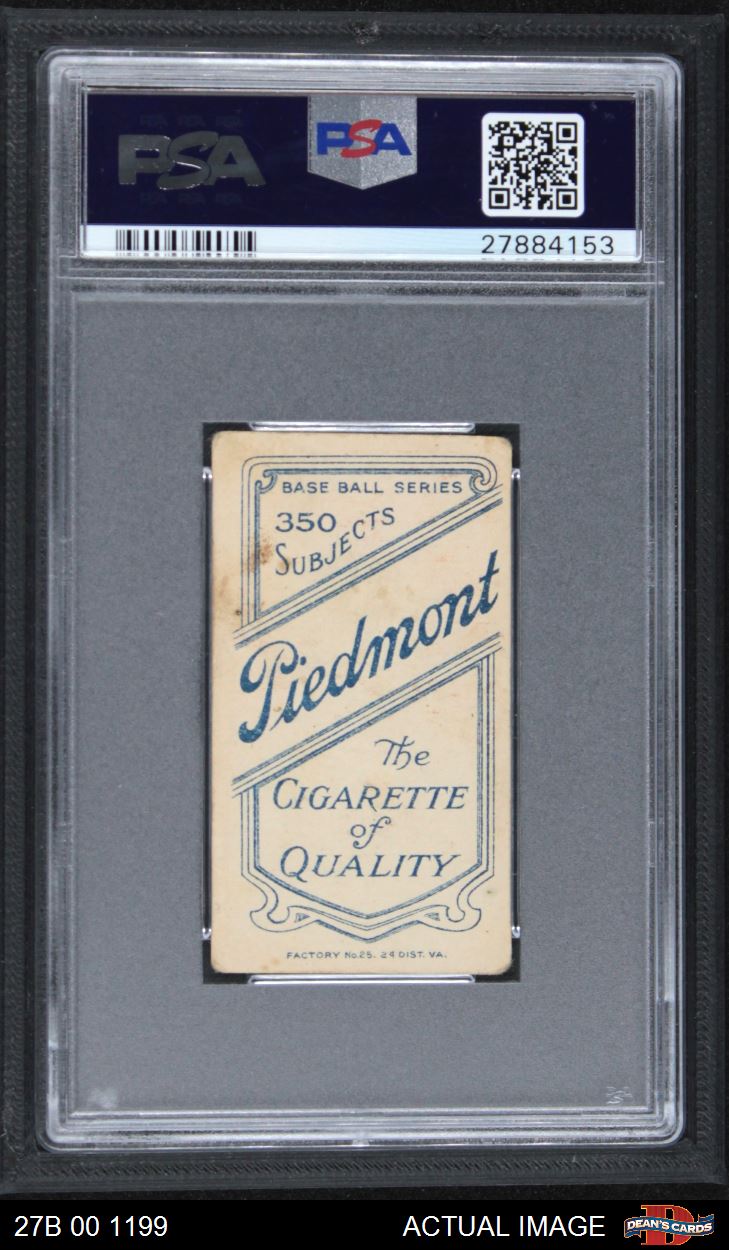 PSA
PSA
27884153
BASE BALL SERIES
350
SUBJECTS
Piedmont
The
CIGARETTE
of
QUALITY
FACTORY No.25. 24 DIST. VA.
27B 00 1199
ACTUAL IMAGE
D
DEAN'S CARDS